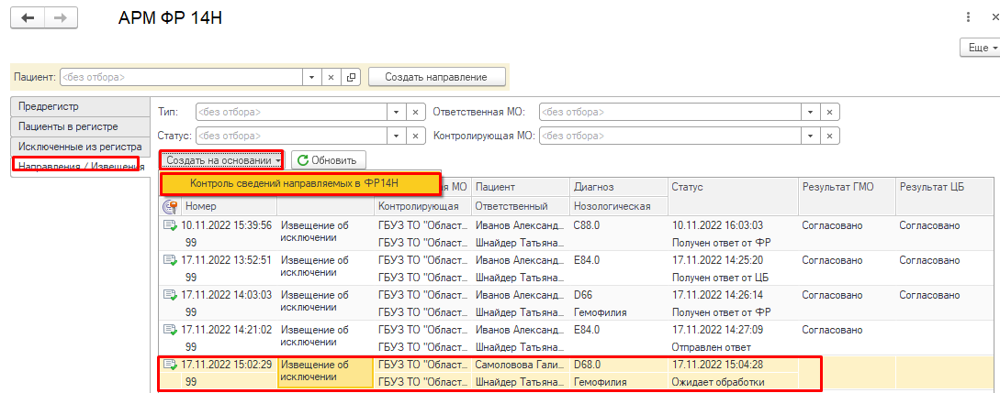 АРМ ФР 14Н
Еще
Пациент: <без отбора> Создать направление
Предрегистр
Пациенты в регистре
Исключенные из регистра
Направления / Извещения
Тип: <без отбора> Ответственная МО: <без отбора>
Статус: <без отбора> Контролирующая МО: <без отбора>
Создать на основании Обновить
Контроль сведений направляемых в ФР14Н
МО Пациент Диагноз Статус Результат ГМО Результат ЦБ
Номер Контролирующая Ответственный Нозологическая
10.11.2022 15:39:56 Извещение об исключении ГБУЗ ТО "Област... Иванов Александ... C88.0 10.11.2022 16:03:03 Согласовано Согласовано
99 ГБУЗ ТО "Област... Шнайдер Татьяна... Получен ответ от ФР
17.11.2022 13:52:51 Извещение об исключении ГБУЗ ТО "Област... Иванов Александ... E84.0 17.11.2022 14:25:20 Согласовано Согласовано
99 ГБУЗ ТО "Област... Шнайдер Татьяна... Получен ответ от ЦБ
17.11.2022 14:03:03 Извещение об исключении ГБУЗ ТО "Област... Иванов Александ... D66 17.11.2022 14:26:14 Согласовано Согласовано
99 ГБУЗ ТО "Област... Шнайдер Татьяна... Гемофилия Получен ответ от ФР
17.11.2022 14:21:02 Извещение об исключении ГБУЗ ТО "Област... Иванов Александ... E84.0 17.11.2022 14:27:09 Согласовано
99 ГБУЗ ТО "Област... Шнайдер Татьяна... Отправлен ответ
17.11.2022 15:02:29 Извещение об исключении ГБУЗ ТО "Област... Самоловова Гали... D68.0 17.11.2022 15:04:28
99 ГБУЗ ТО "Област... Шнайдер Татьяна... Гемофилия Ожидает обработки